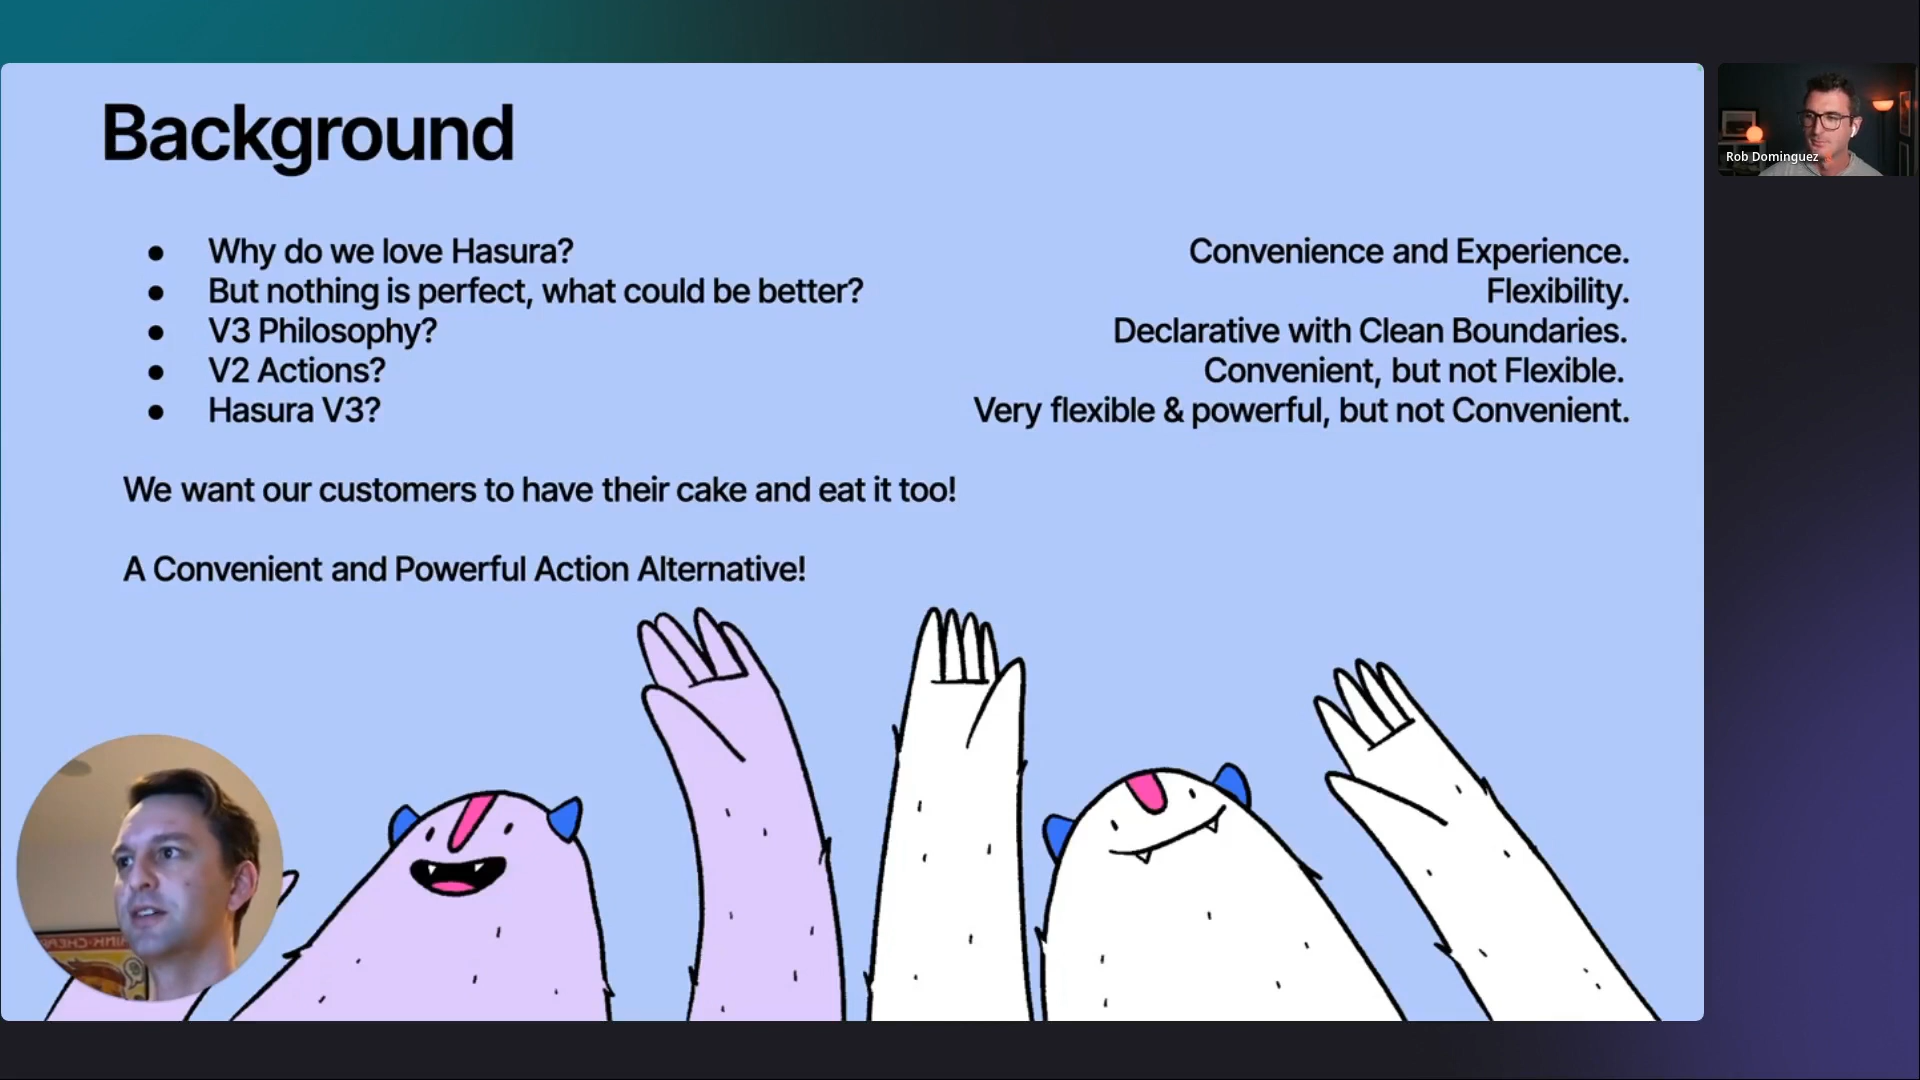 Background
Why do we love Hasura? Convenience and Experience.
But nothing is perfect, what could be better? Flexibility.
V3 Philosophy? Declarative with Clean Boundaries.
V2 Actions? Convenient, but not Flexible.
Hasura V3? Very flexible & powerful, but not Convenient.
We want our customers to have their cake and eat it too!
A Convenient and Powerful Action Alternative!
Rob Dominguez